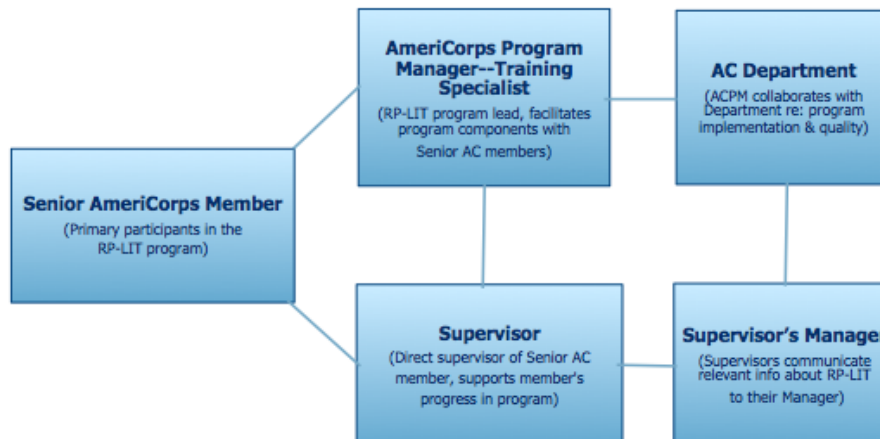 AmeriCorps Program
Manager--Training
Specialist
(RP-LIT program lead, facilitates
program components with
Senior AC members)
AC Department
(ACPM collaborates with
Department re: program
implementation & quality)
Senior AmeriCorps Member
(Primary participants in the
RP-LIT program)
Supervisor
(Direct supervisor of Senior AC
member, supports member's
progress in program)
Supervisor's Manager
(Supervisors communicate
relevant info about RP-LIT
to their Manager)